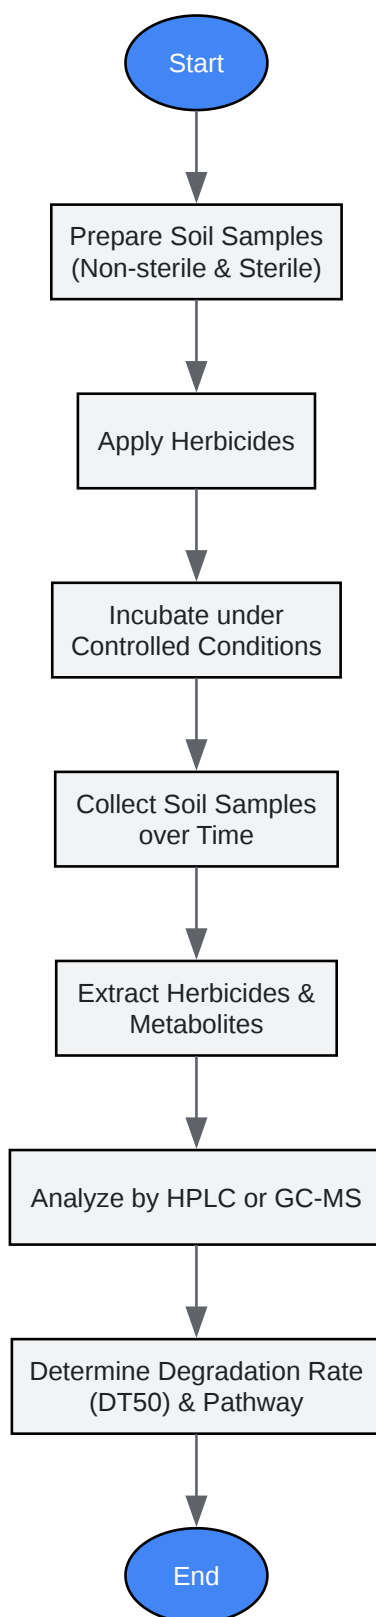 Start
Prepare Soil Samples
(Non-sterile & Sterile)
Apply Herbicides
Incubate under
Controlled Conditions
Collect Soil Samples
over Time
Extract Herbicides &
Metabolites
Analyze by HPLC or GC-MS
Determine Degradation Rate
(DT50) & Pathway
End